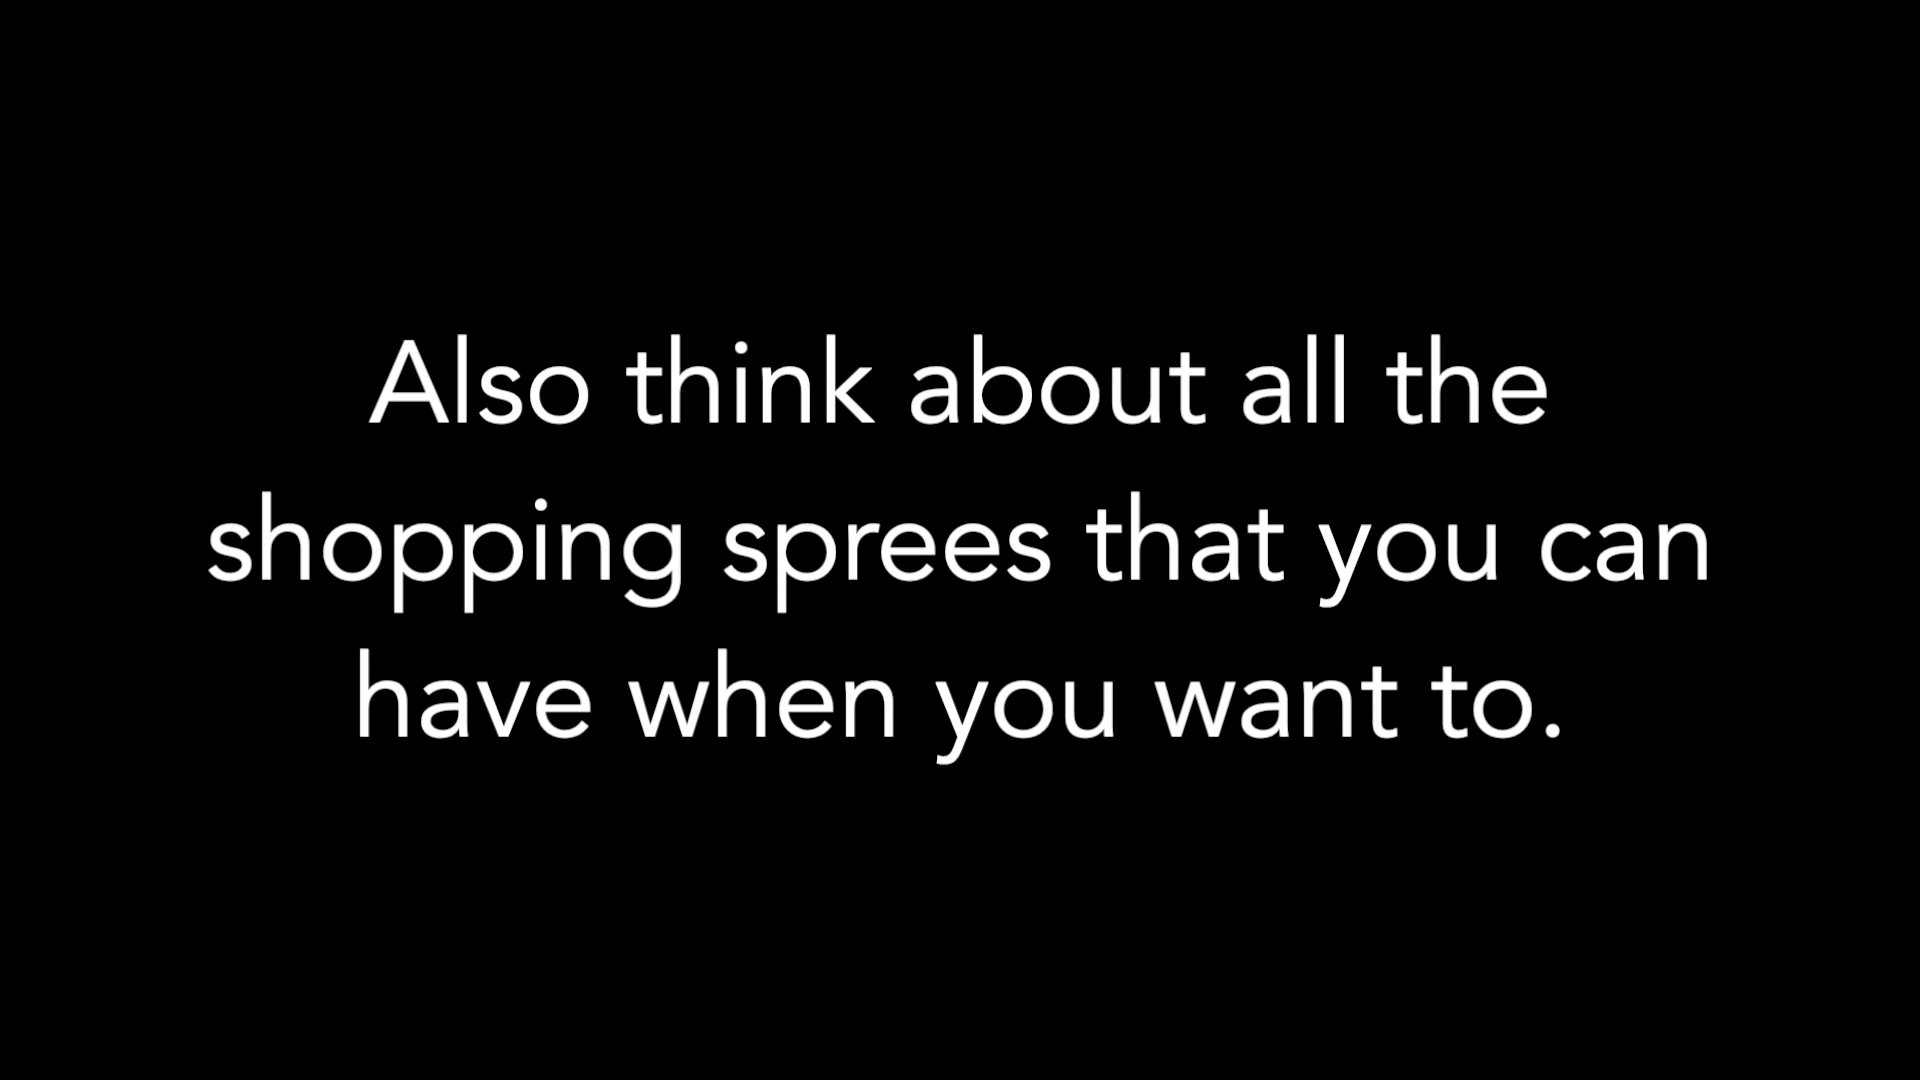 Also think about all the
shopping sprees that you can
have when you want to.